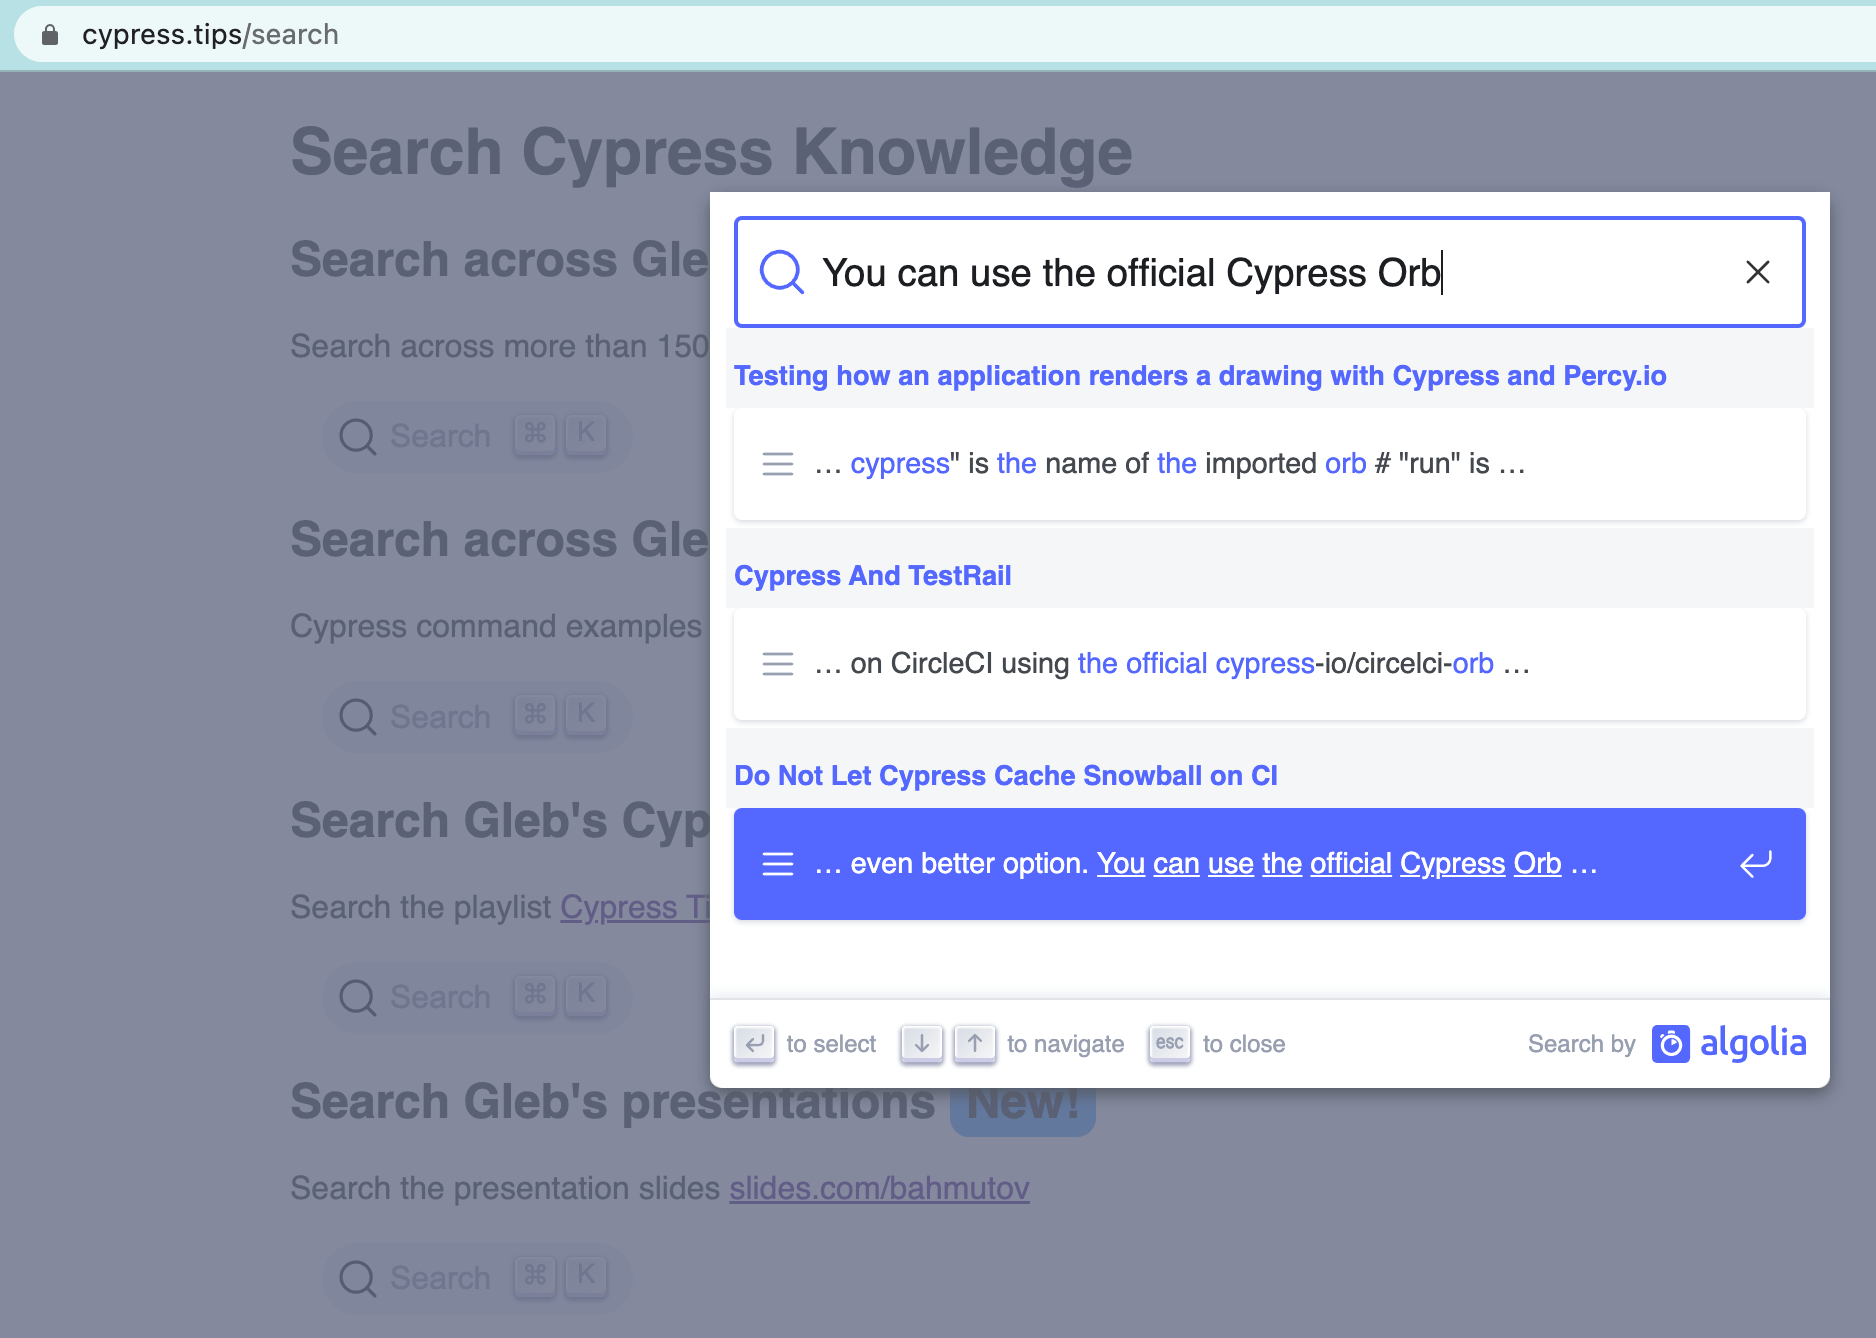 cypress.tips/search
Search Cypress Knowledge
Search across Gle
Search across more than 150
Search ⌘ K
Search across Gle
Cypress command examples
Search ⌘ K
Search Gleb's Cyp
Search the playlist Cypress Ti
Search ⌘ K
Search Gleb's presentations New!
Search the presentation slides slides.com/bahmutov
Search ⌘ K
You can use the official Cypress Orb
Testing how an application renders a drawing with Cypress and Percy.io
… cypress" is the name of the imported orb # "run" is …
Cypress And TestRail
… on CircleCI using the official cypress-io/circelci-orb …
Do Not Let Cypress Cache Snowball on CI
… even better option. You can use the official Cypress Orb …
to select to navigate esc to close Search by algolia